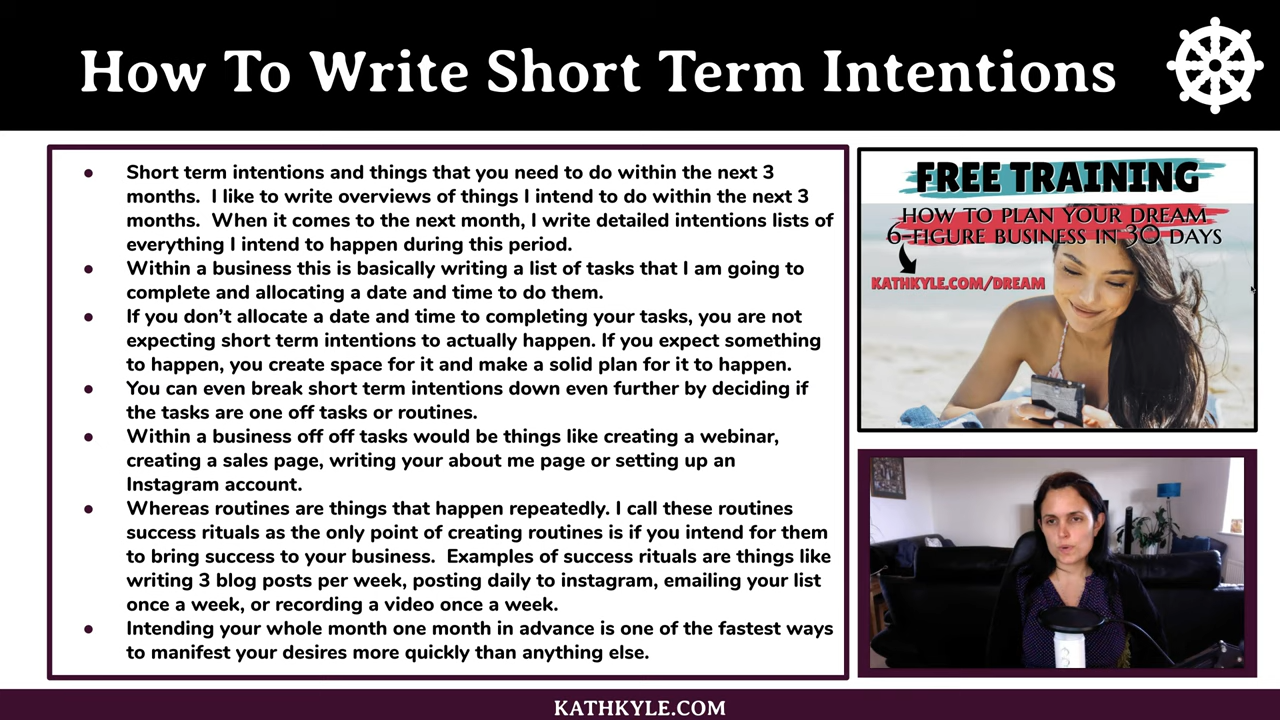 How To Write Short Term Intentions
● Short term intentions and things that you need to do within the next 3
months.  I like to write overviews of things I intend to do within the next 3
months.  When it comes to the next month, I write detailed intentions lists of
everything I intend to happen during this period.
● Within a business this is basically writing a list of tasks that I am going to
complete and allocating a date and time to do them.
● If you don't allocate a date and time to completing your tasks, you are not
expecting short term intentions to actually happen. If you expect something
to happen, you create space for it and make a solid plan for it to happen.
● You can even break short term intentions down even further by deciding if
the tasks are one off tasks or routines.
● Within a business off off tasks would be things like creating a webinar,
creating a sales page, writing your about me page or setting up an
Instagram account.
● Whereas routines are things that happen repeatedly. I call these routines
success rituals as the only point of creating routines is if you intend for them
to bring success to your business.  Examples of success rituals are things like
writing 3 blog posts per week, posting daily to instagram, emailing your list
once a week, or recording a video once a week.
● Intending your whole month one month in advance is one of the fastest ways
to manifest your desires more quickly than anything else.
FREE TRAINING
HOW TO PLAN YOUR DREAM
6-FIGURE BUSINESS IN 30 DAYS
KATHKYLE.COM/DREAM
KATHKYLE.COM